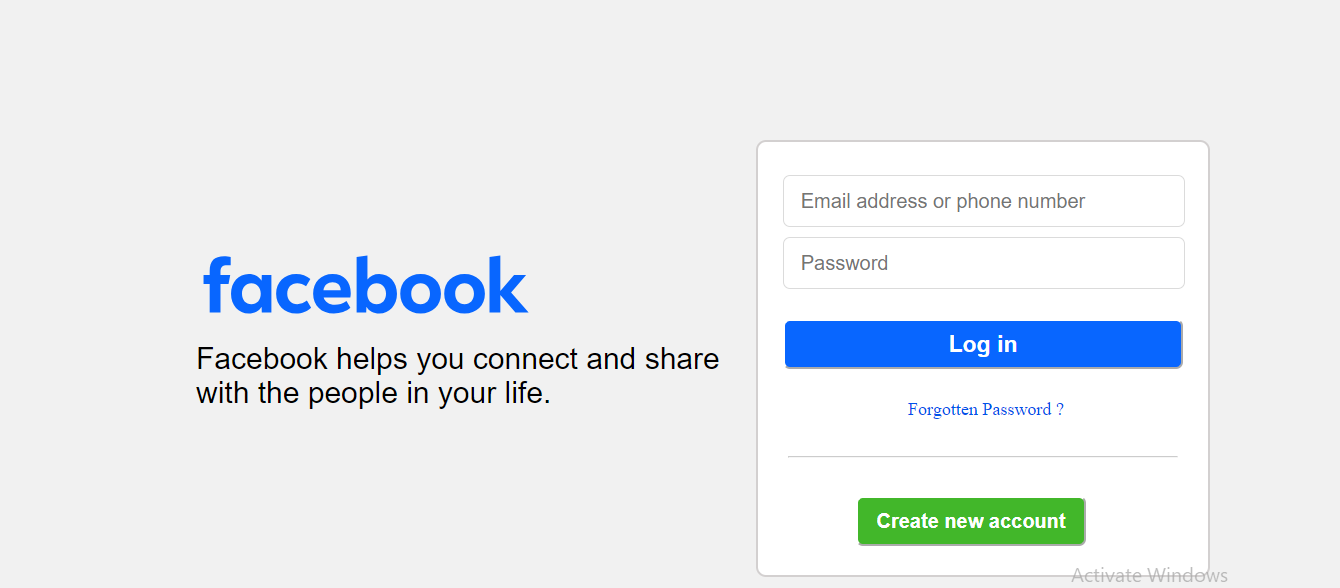 facebook
Facebook helps you connect and share
with the people in your life.
Email address or phone number
Password
Log in
Forgotten Password ?
Create new account
Activate Windows